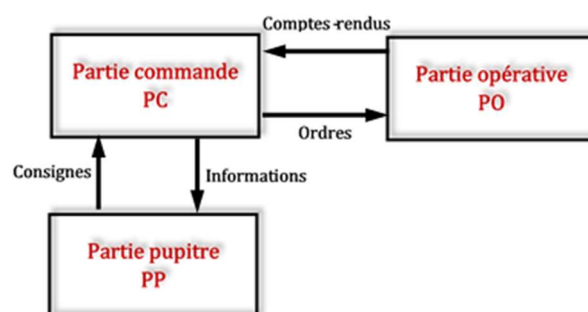 Comptes-rendus
Partie commande
PC
Partie opérative
PO
Ordres
Consignes
Informations
Partie pupitre
PP